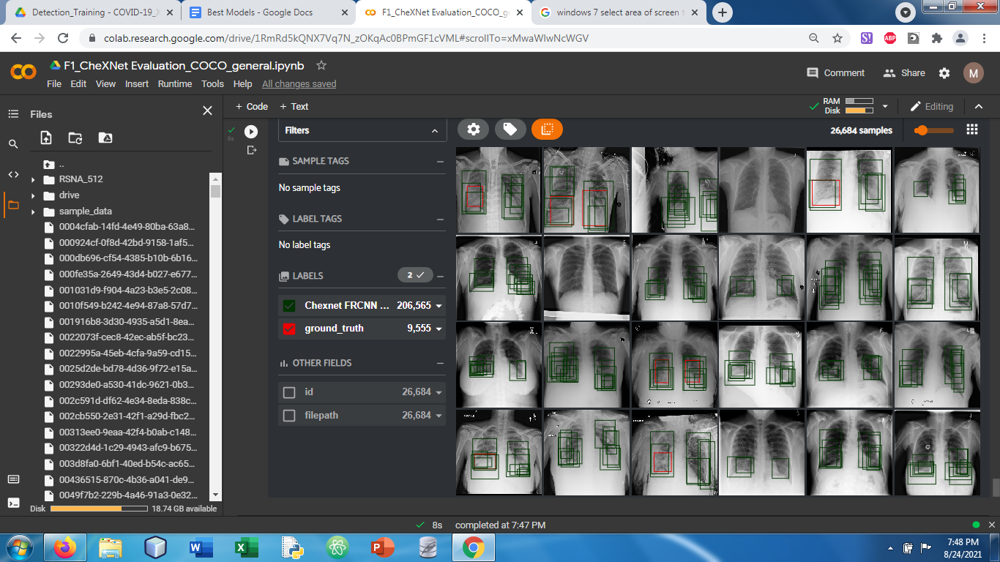 Detection_Training - COVID-19_X
Best Models - Google Docs
F1_CheXNet Evaluation_COCO_ge
windows 7 select area of screen t
colab.research.google.com/drive/1RmRd5kQNX7Vq7N_zOKqAc0BPmGF1cVML#scrollTo=xMwaWlwNcWGV
F1_CheXNet Evaluation_COCO_general.ipynb
Comment
Share
M
File Edit View Insert Runtime Tools Help All changes saved
Files
+ Code + Text
RAM
Disk
Editing
..
RSNA_512
drive
sample_data
0004cfab-14fd-4e49-80ba-63a8...
000924cf-0f8d-42bd-9158-1af5...
000db696-cf54-4385-b10b-6b16...
000fe35a-2649-43d4-b027-e677...
001031d9-f904-4a23-b3e5-2c08...
0010f549-b242-4e94-87a8-57d7...
001916b8-3d30-4935-a5d1-8ea...
0022073f-cec8-42ec-ab5f-bc23...
0022995a-45eb-4cfa-9a59-cd15...
0025d2de-bd78-4d36-9f72-e15a...
00293de0-a530-41dc-9621-0b3...
002c591d-df62-4e34-8eda-838c...
002cb550-2e31-42f1-a29d-fbc2...
00313ee0-9eaa-42f4-b0ab-c148...
00322d4d-1c29-4943-afc9-b675...
003d8fa0-6bf1-40ed-b54c-ac65...
00436515-870c-4b36-a041-de9...
0049f7b2-229b-4a46-91a3-0e32...
Disk 18.74 GB available
8s
Filters
26,684 samples
SAMPLE TAGS
No sample tags
LABEL TAGS
No label tags
LABELS 2
Chexnet FRCNN ... 206,565
ground_truth 9,555
OTHER FIELDS
id 26,684
filepath 26,684
8s completed at 7:47 PM
7:48 PM
8/24/2021